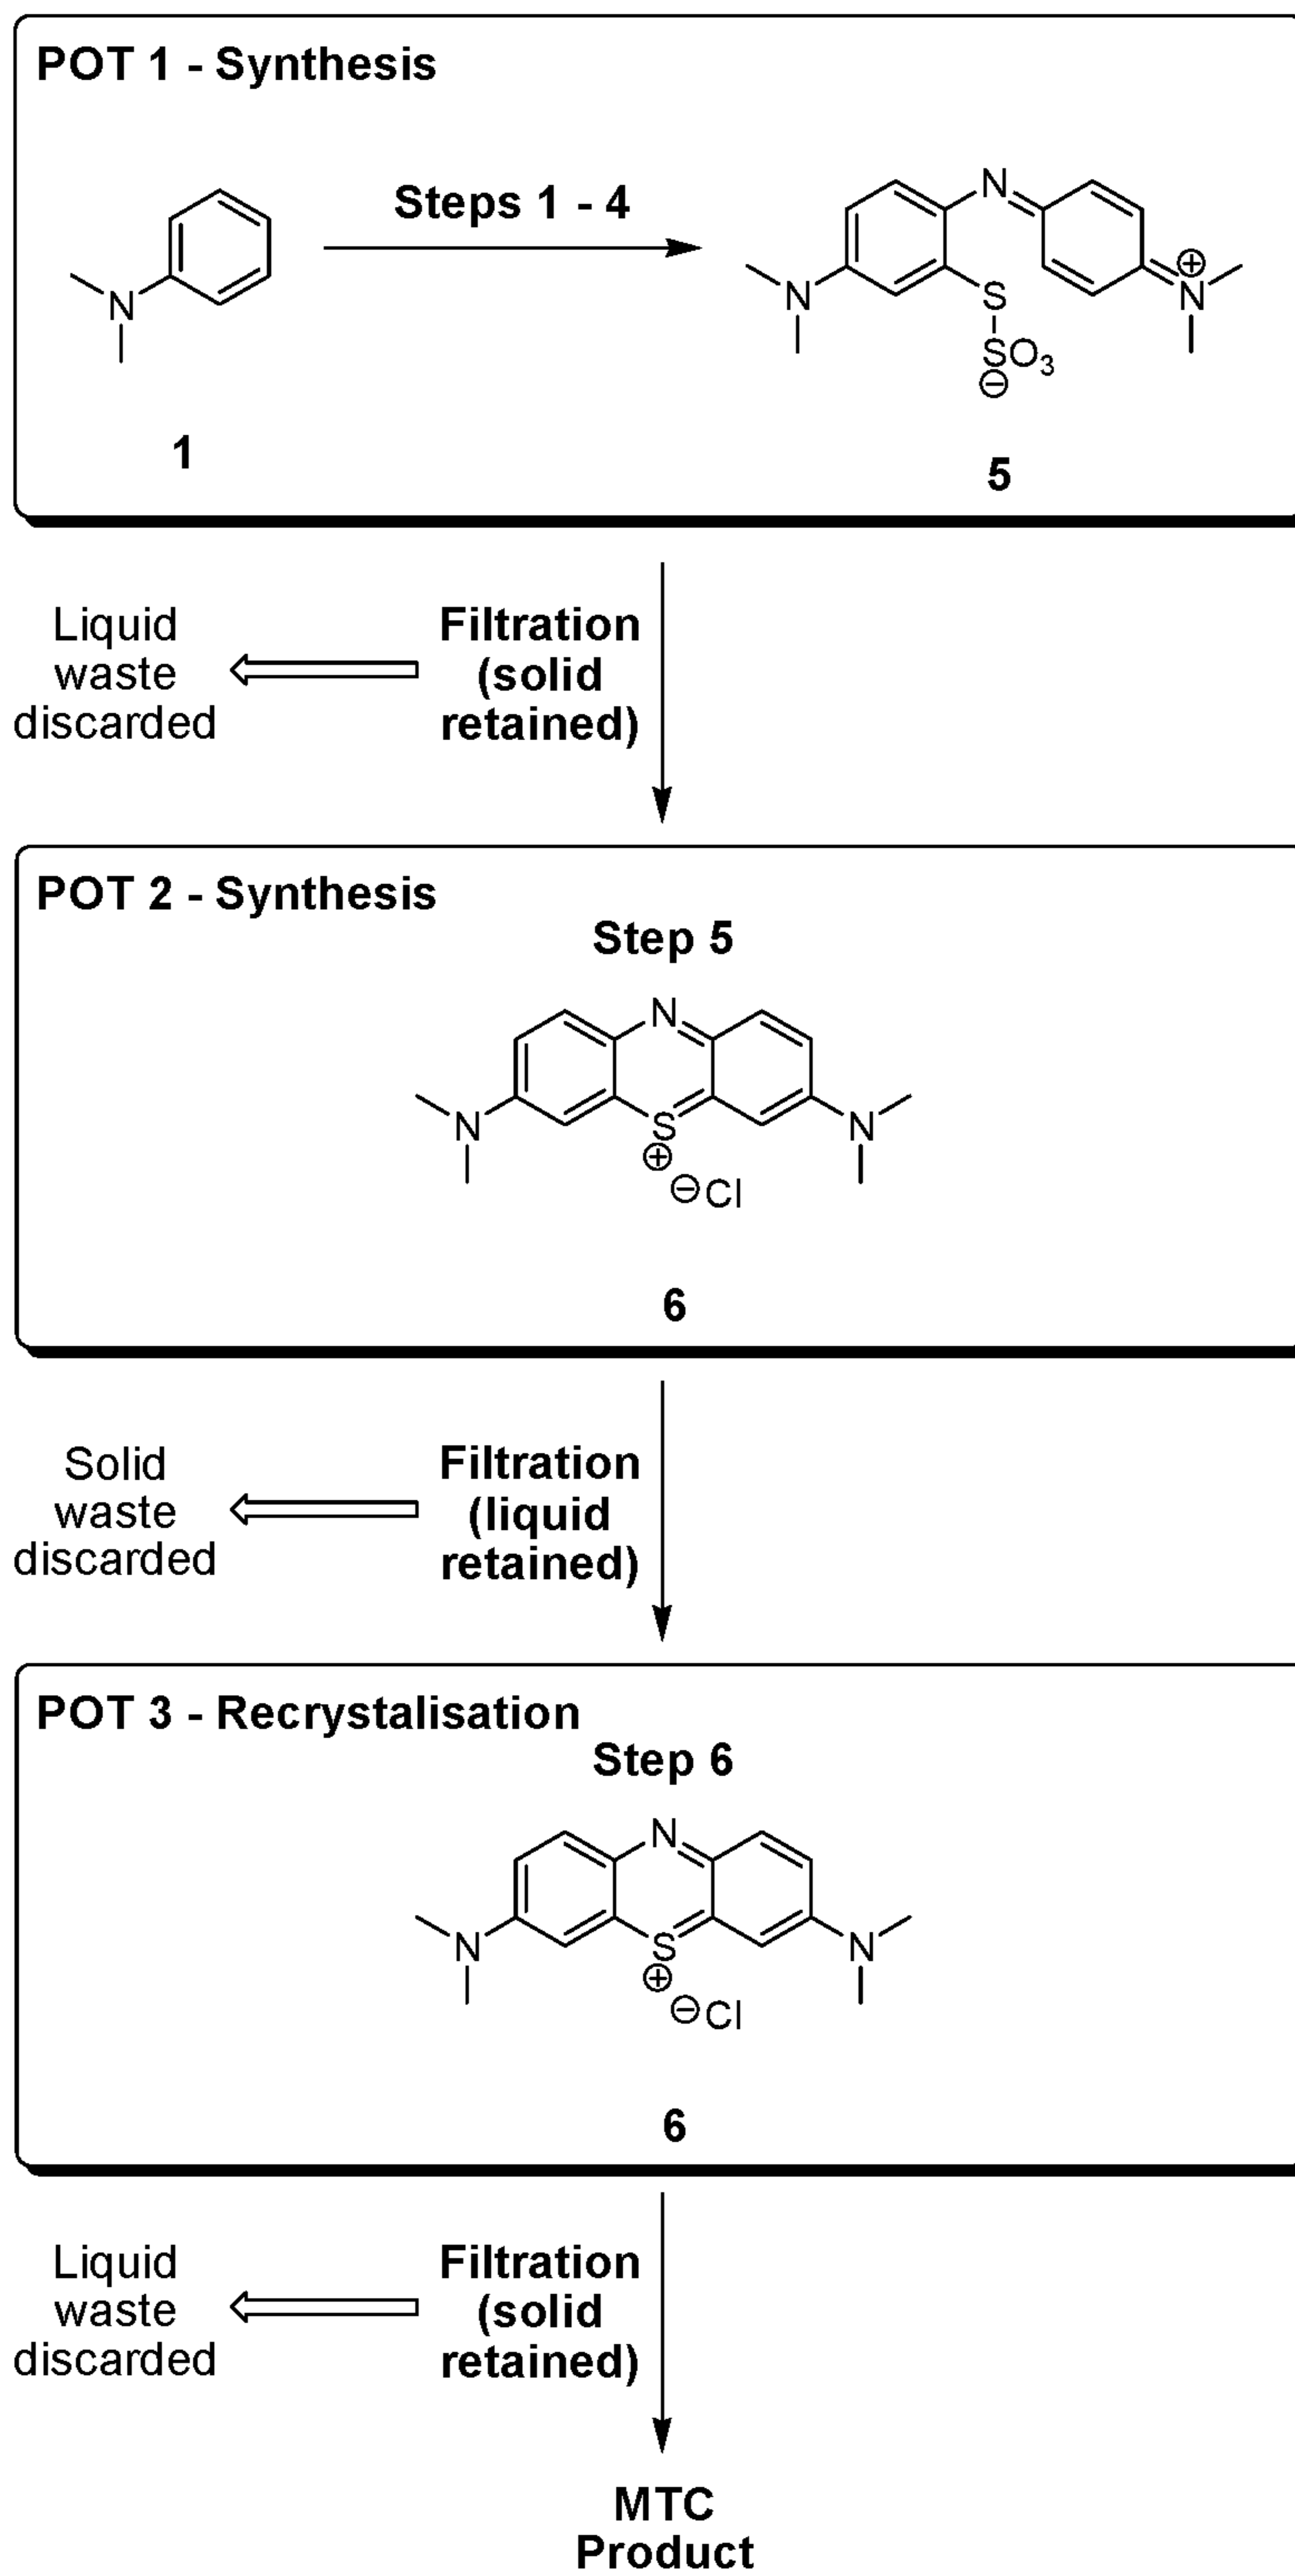 POT 1 - Synthesis
Steps 1 - 4
N
1
N
N
⊕
N
S
SO3
⊖
5
Liquid
waste
discarded
Filtration
(solid
retained)
POT 2 - Synthesis
Step 5
N
N
S
N
⊕
⊖Cl
6
Solid
waste
discarded
Filtration
(liquid
retained)
POT 3 - Recrystalisation
Step 6
N
N
S
N
⊕
⊖Cl
6
Liquid
waste
discarded
Filtration
(solid
retained)
MTC
Product